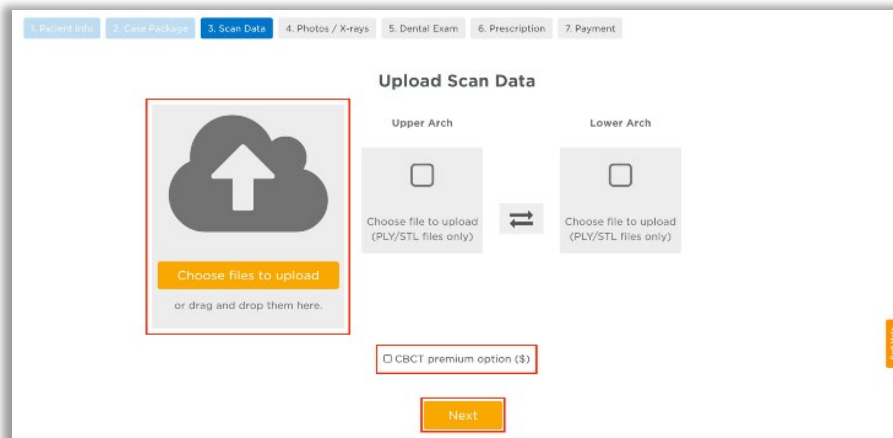 1. Patient Info 2. Case Package 3. Scan Data 4. Photos / X-rays 5. Dental Exam 6. Prescription 7. Payment
Upload Scan Data
Upper Arch
Lower Arch
Choose file to upload
(PLY/STL files only)
Choose file to upload
(PLY/STL files only)
Choose files to upload
or drag and drop them here.
CBCT premium option ($)
Next